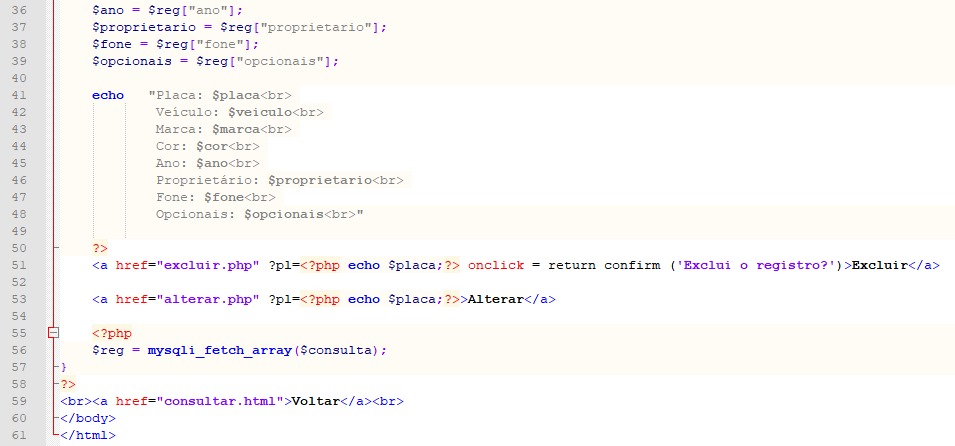 36 $ano = $reg["ano"];
37 $proprietario = $reg["proprietario"];
38 $fone = $reg["fone"];
39 $opcionais = $reg["opcionais"];
40
41 echo "Placa: $placa<br>
42 Veículo: $veiculo<br>
43 Marca: $marca<br>
44 Cor: $cor<br>
45 Ano: $ano<br>
46 Proprietário: $proprietario<br>
47 Fone: $fone<br>
48 Opcionais: $opcionais<br>"
49
50 ?>
51 <a href="excluir.php" ?pl=<?php echo $placa;?> onclick = return confirm ('Exclui o registro?')>Excluir</a>
52
53 <a href="alterar.php" ?pl=<?php echo $placa;?>>Alterar</a>
54
55 <?php
56 $reg = mysqli_fetch_array($consulta);
57 }
58 ?>
59 <br><a href="consultar.html">Voltar</a><br>
60 </body>
61 </html>